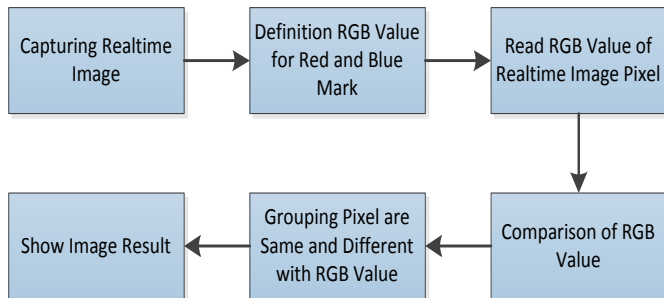 Capturing Realtime
Image
Definition RGB Value
for Red and Blue
Mark
Read RGB Value of
Realtime Image Pixel
Comparison of RGB
Value
Grouping Pixel are
Same and Different
with RGB Value
Show Image Result